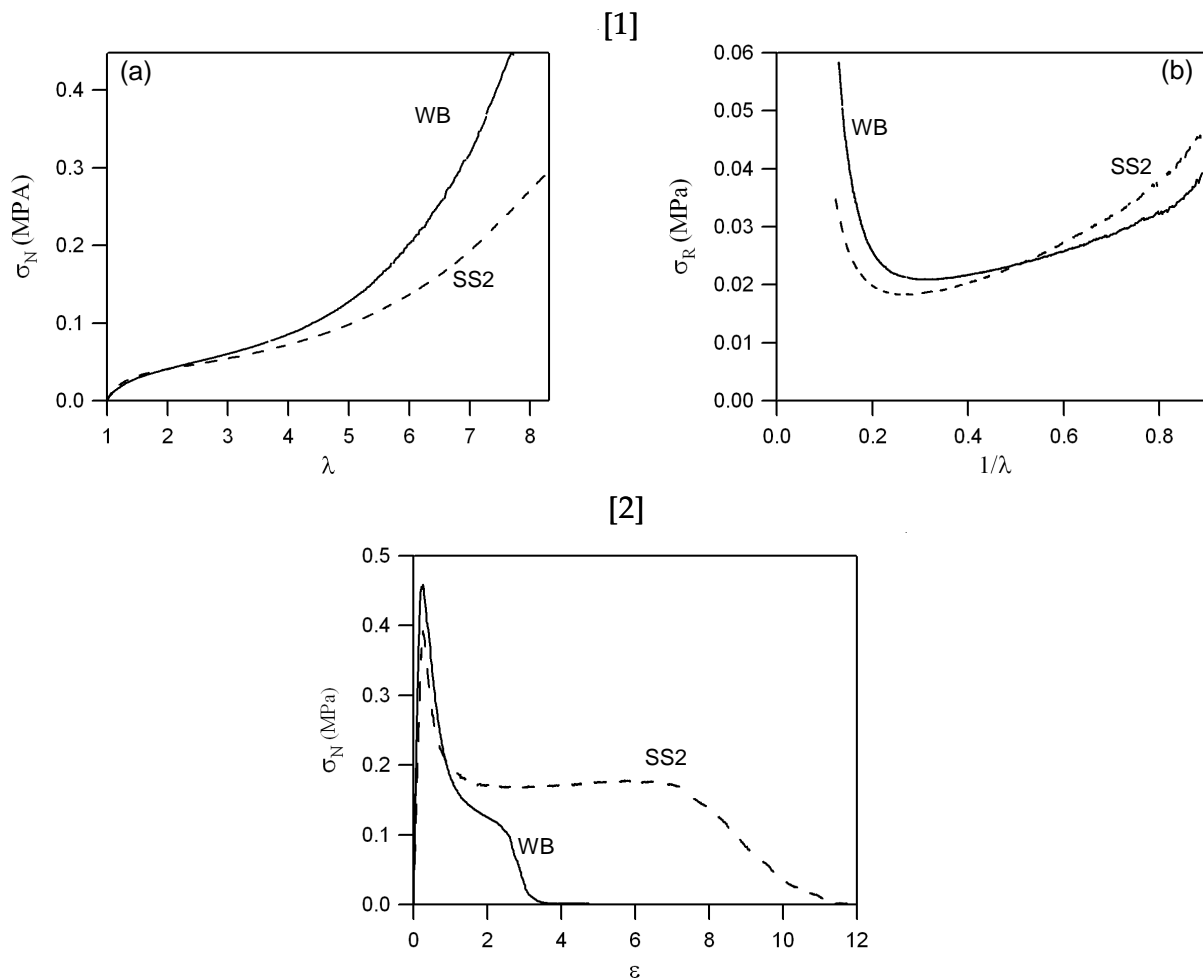 [1]
(a)
WB
SS2
0.4
0.3
0.2
0.1
0.0
σN (MPA)
1 2 3 4 5 6 7 8
λ
(b)
WB
SS2
0.06
0.05
0.04
0.03
0.02
0.01
0.00
σR (MPa)
0.0 0.2 0.4 0.6 0.8
1/λ
[2]
0.5
0.4
0.3
0.2
0.1
0.0
σN (MPa)
SS2
WB
0 2 4 6 8 10 12
ε